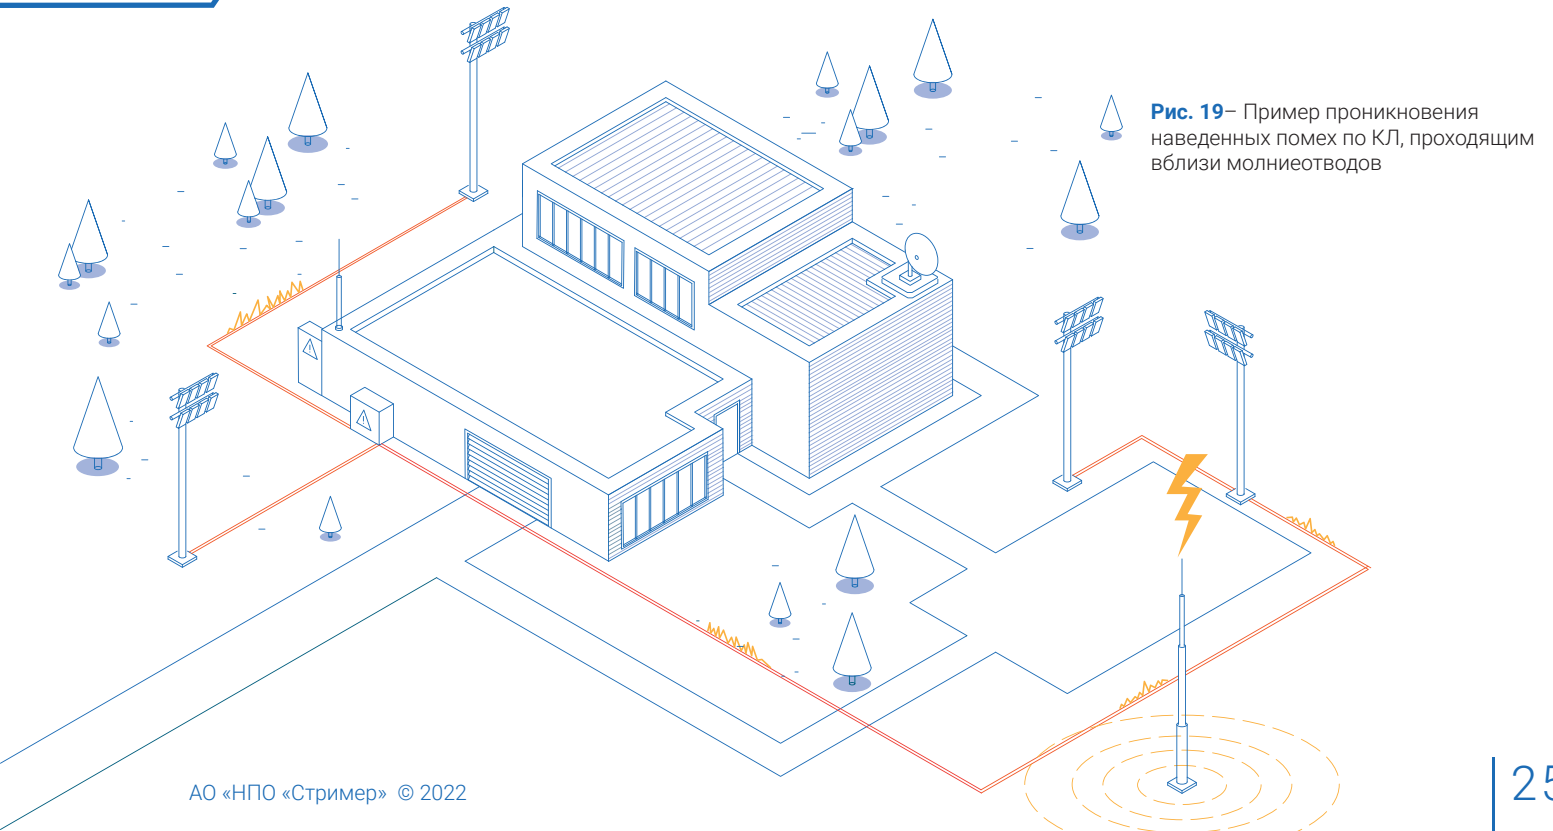 Рис. 19– Пример проникновения
наведенных помех по КЛ, проходящим
вблизи молниеотводов
АО «НПО «Стример» © 2022
25